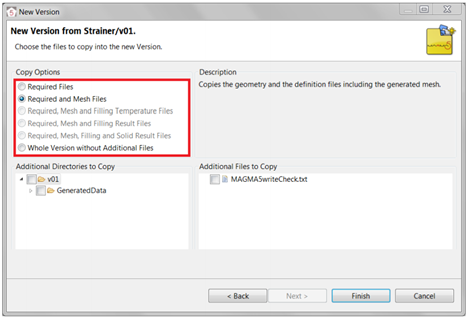 New Version
New Version from Strainer/v01.
Choose the files to copy into the new Version.
Copy Options
Required Files
Required and Mesh Files
Required, Mesh and Filling Temperature Files
Required, Mesh and Filling Result Files
Required, Mesh, Filling and Solid Result Files
Whole Version without Additional Files
Description
Copies the geometry and the definition files including the generated mesh.
Additional Directories to Copy
v01
GeneratedData
Additional Files to Copy
MAGMA5writeCheck.txt
< Back
Next >
Finish
Cancel